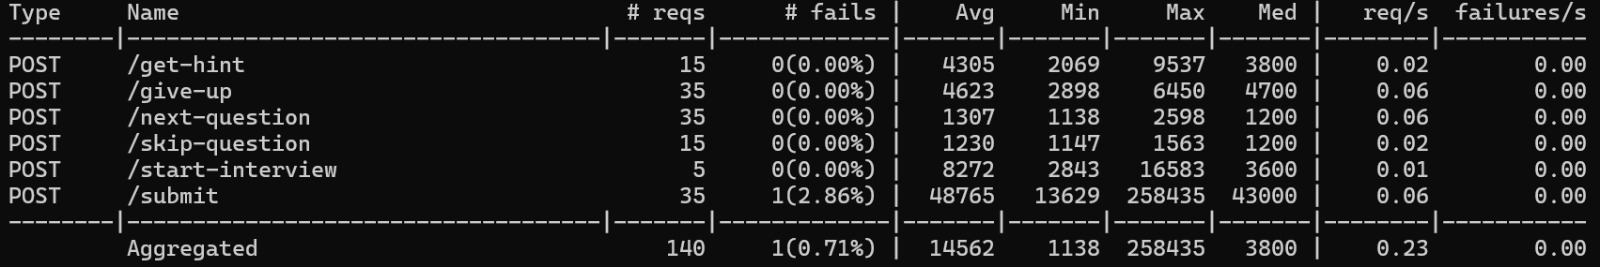 Type     Name                                  # reqs      # fails |    Avg     Min     Max    Med |   req/s  failures/s
--------|------------------------------------|-------|-------------|-------|-------|-------|-------|--------|-----------
POST     /get-hint                                 15     0(0.00%) |   4305    2069    9537   3800 |    0.02        0.00
POST     /give-up                                  35     0(0.00%) |   4623    2898    6450   4700 |    0.06        0.00
POST     /next-question                            35     0(0.00%) |   1307    1138    2598   1200 |    0.06        0.00
POST     /skip-question                            15     0(0.00%) |   1230    1147    1563   1200 |    0.02        0.00
POST     /start-interview                           5     0(0.00%) |   8272    2843   16583   3600 |    0.01        0.00
POST     /submit                                   35     1(2.86%) |  48765   13629  258435  43000 |    0.06        0.00
--------|------------------------------------|-------|-------------|-------|-------|-------|-------|--------|-----------
         Aggregated                               140     1(0.71%) |  14562    1138  258435   3800 |    0.23        0.00